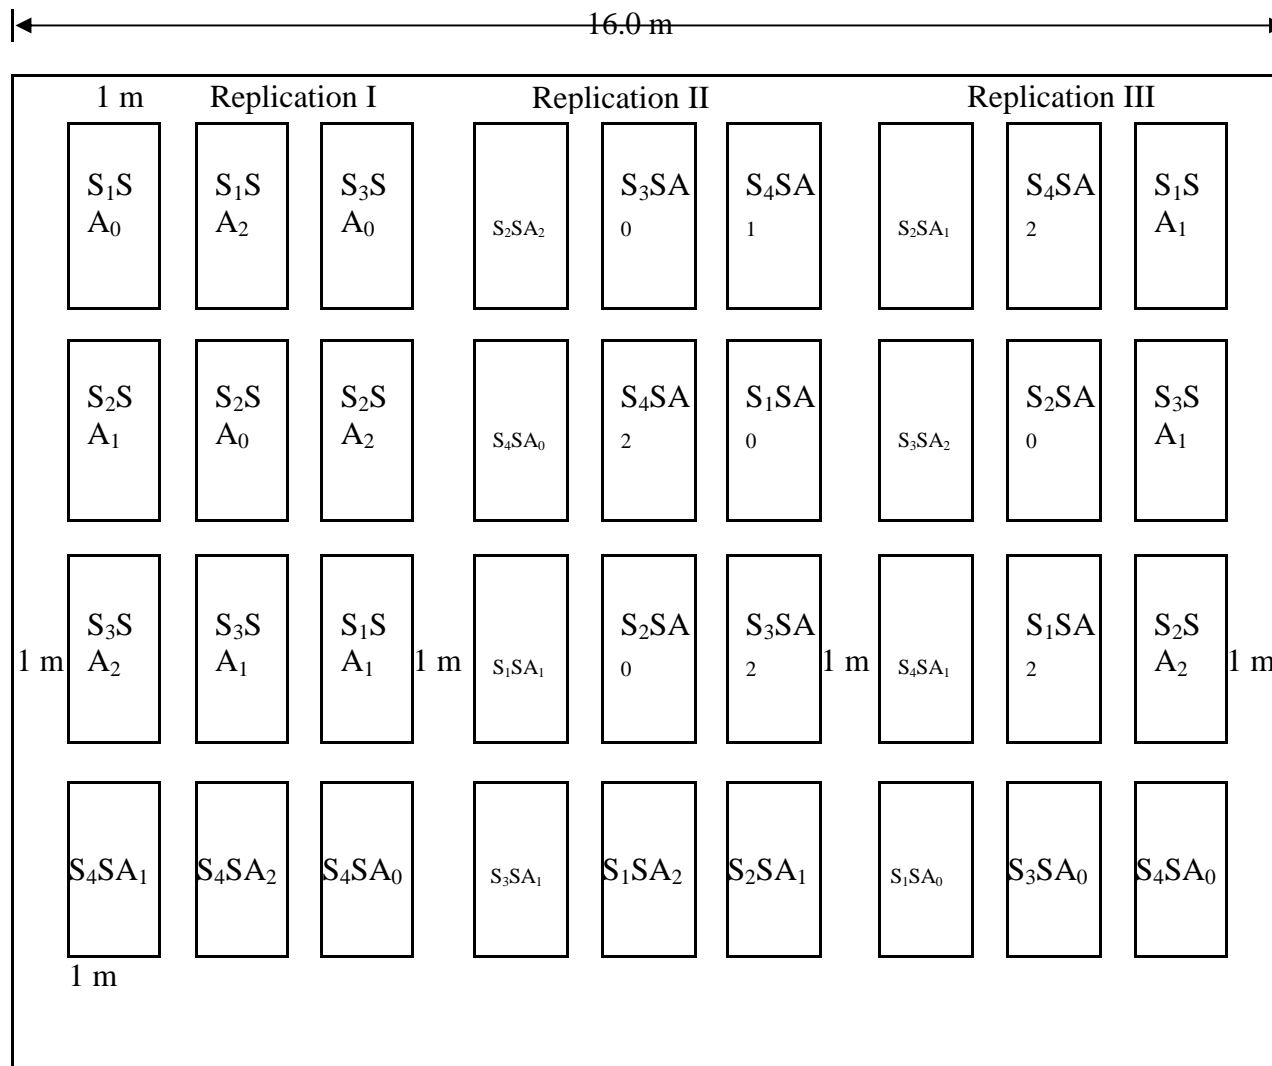 16.0 m
1 m Replication I Replication II Replication III
S₁S S₁S S₃S S₃SA S₄SA S₄SA S₁S
A₀ A₂ A₀ S₂SA₂ 0 1 S₂SA₁ 2 A₁
S₂S S₂S S₂S S₄SA S₁SA S₂SA S₃S
A₁ A₀ A₂ S₄SA₀ 2 0 S₃SA₂ 0 A₁
S₃S S₃S S₁S S₂SA S₃SA S₁SA S₂S
1 m A₂ A₁ A₁ 1 m S₁SA₁ 0 2 1 m S₄SA₁ 2 A₂ 1 m
S₄SA₁ S₄SA₂ S₄SA₀ S₃SA₁ S₁SA₂ S₂SA₁ S₁SA₀ S₃SA₀ S₄SA₀
1 m